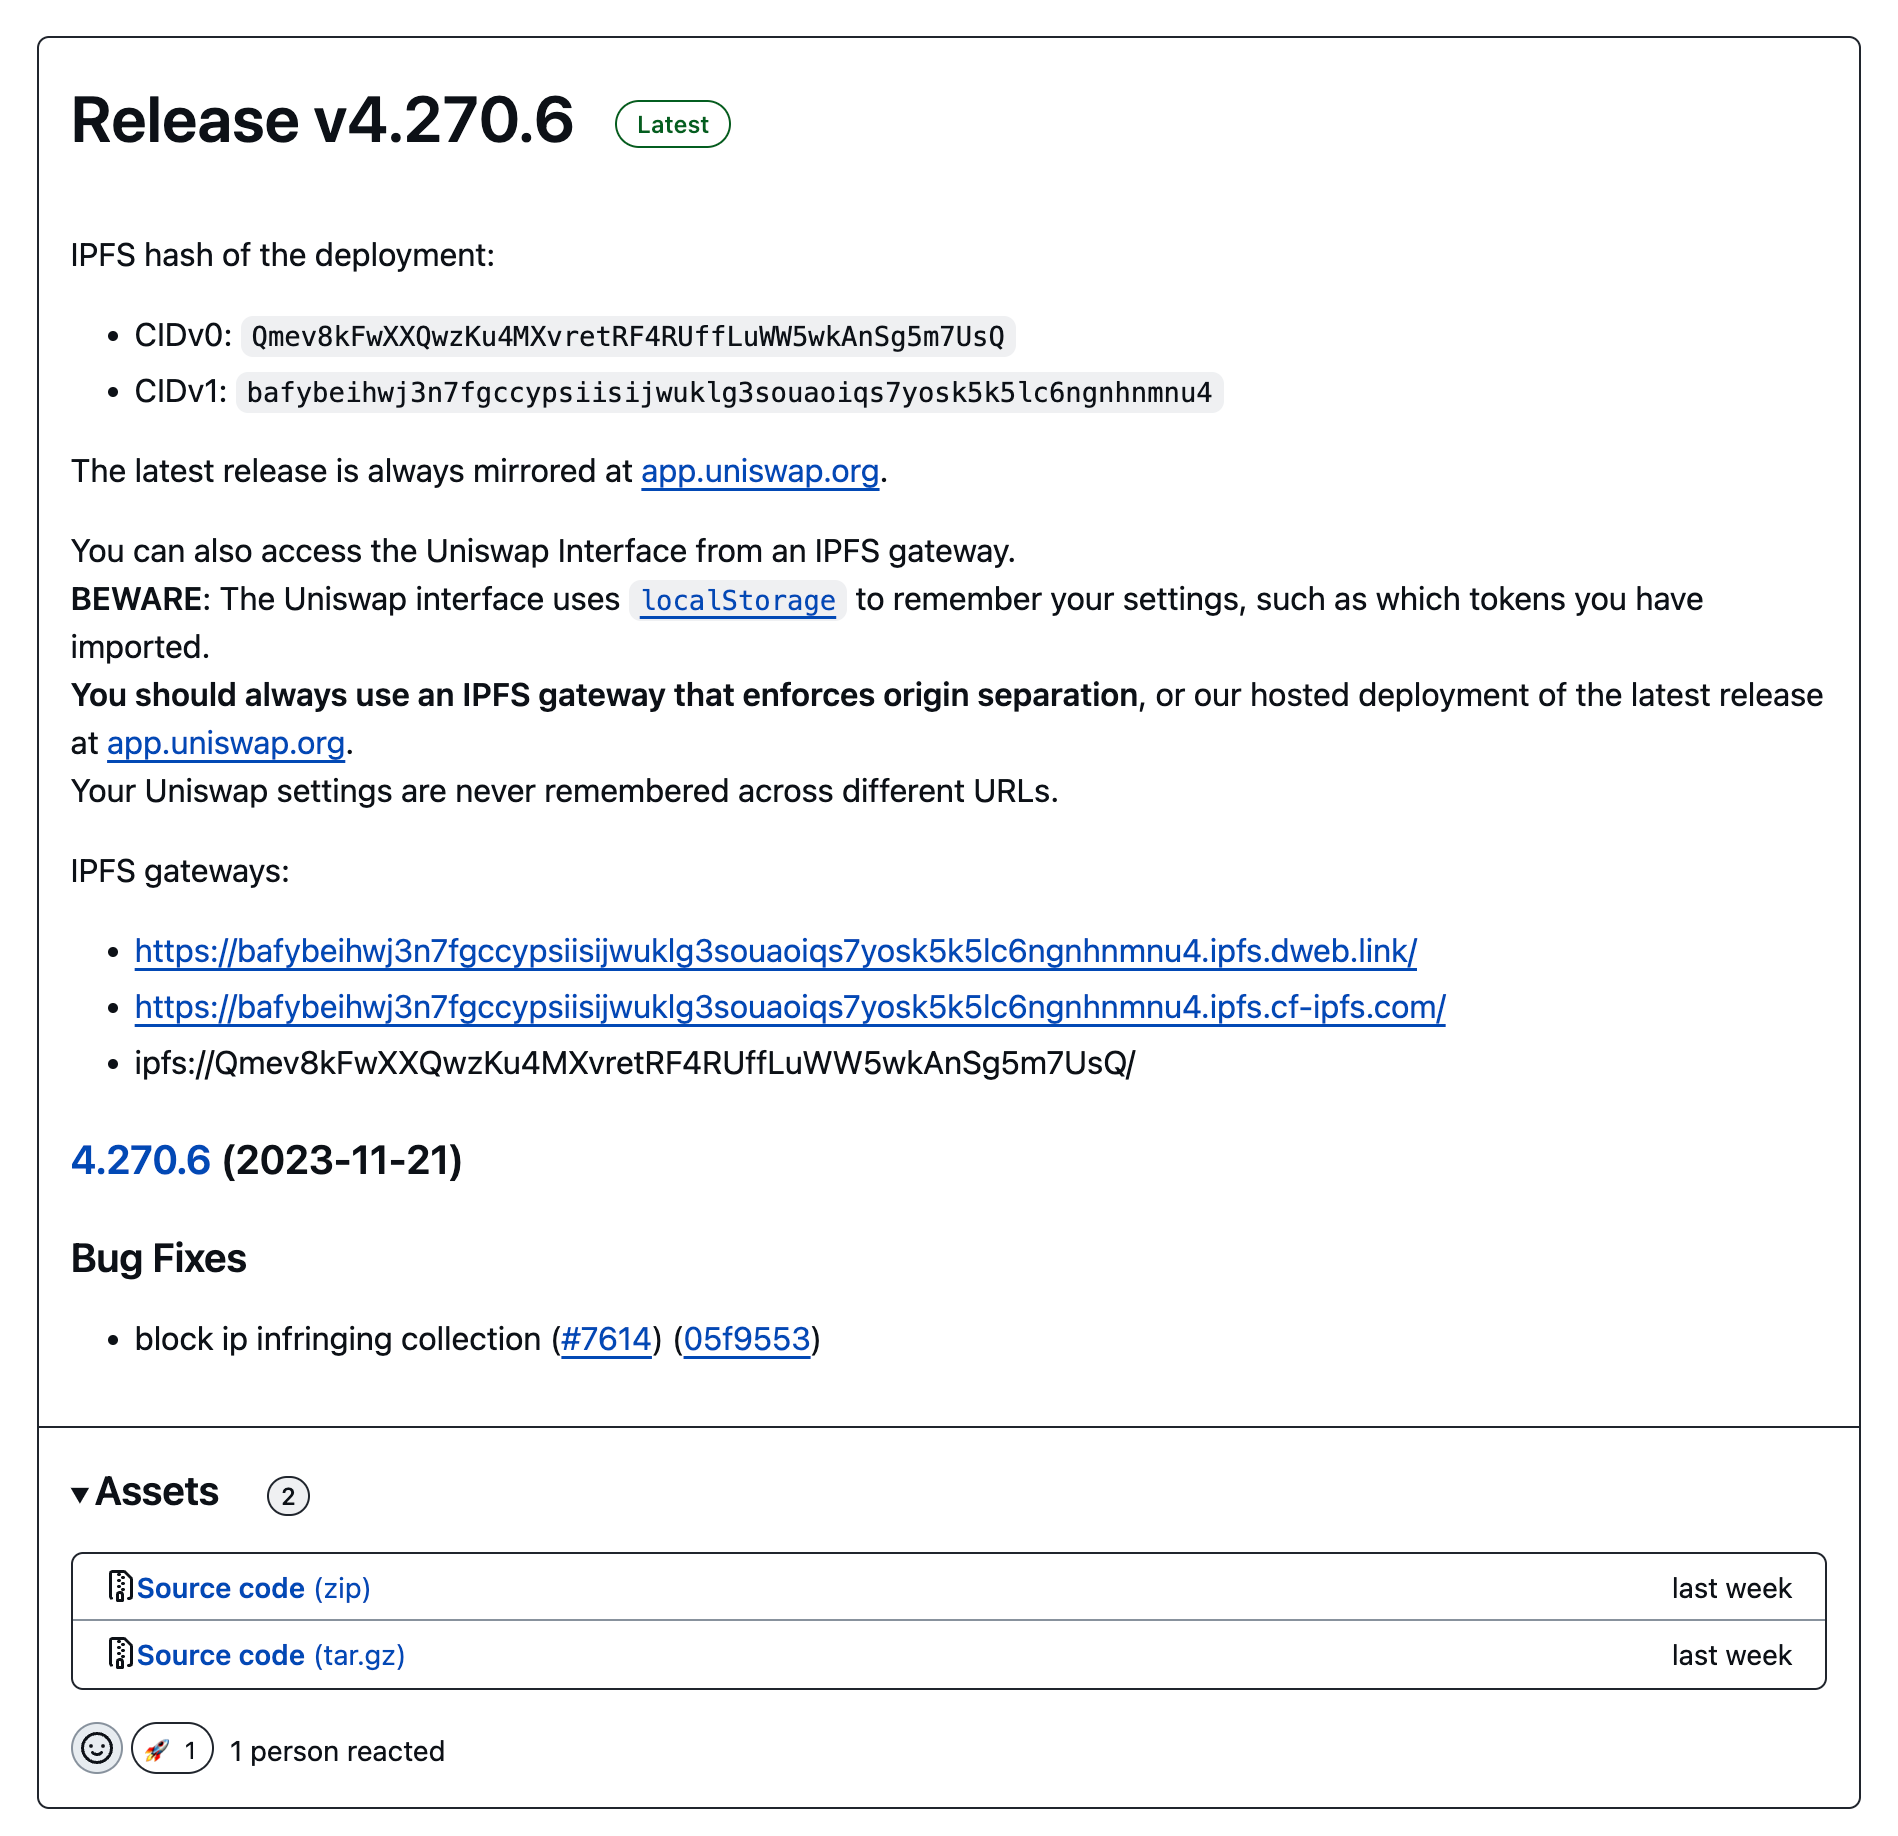 Release v4.270.6 Latest
IPFS hash of the deployment:
• CIDv0: Qmev8kFwXXQwzKu4MXvretRF4RUffLuWW5wkAnSg5m7UsQ
• CIDv1: bafybeihwj3n7fgccypsiisijwuklg3souaoiqs7yosk5k5lc6ngnhnmnu4
The latest release is always mirrored at app.uniswap.org.
You can also access the Uniswap Interface from an IPFS gateway.
BEWARE: The Uniswap interface uses localStorage to remember your settings, such as which tokens you have
imported.
You should always use an IPFS gateway that enforces origin separation, or our hosted deployment of the latest release
at app.uniswap.org.
Your Uniswap settings are never remembered across different URLs.
IPFS gateways:
• https://bafybeihwj3n7fgccypsiisijwuklg3souaoiqs7yosk5k5lc6ngnhnmnu4.ipfs.dweb.link/
• https://bafybeihwj3n7fgccypsiisijwuklg3souaoiqs7yosk5k5lc6ngnhnmnu4.ipfs.cf-ipfs.com/
• ipfs://Qmev8kFwXXQwzKu4MXvretRF4RUffLuWW5wkAnSg5m7UsQ/
4.270.6 (2023-11-21)
Bug Fixes
• block ip infringing collection (#7614) (05f9553)
Assets 2
Source code (zip) last week
Source code (tar.gz) last week
🚀 1 1 person reacted